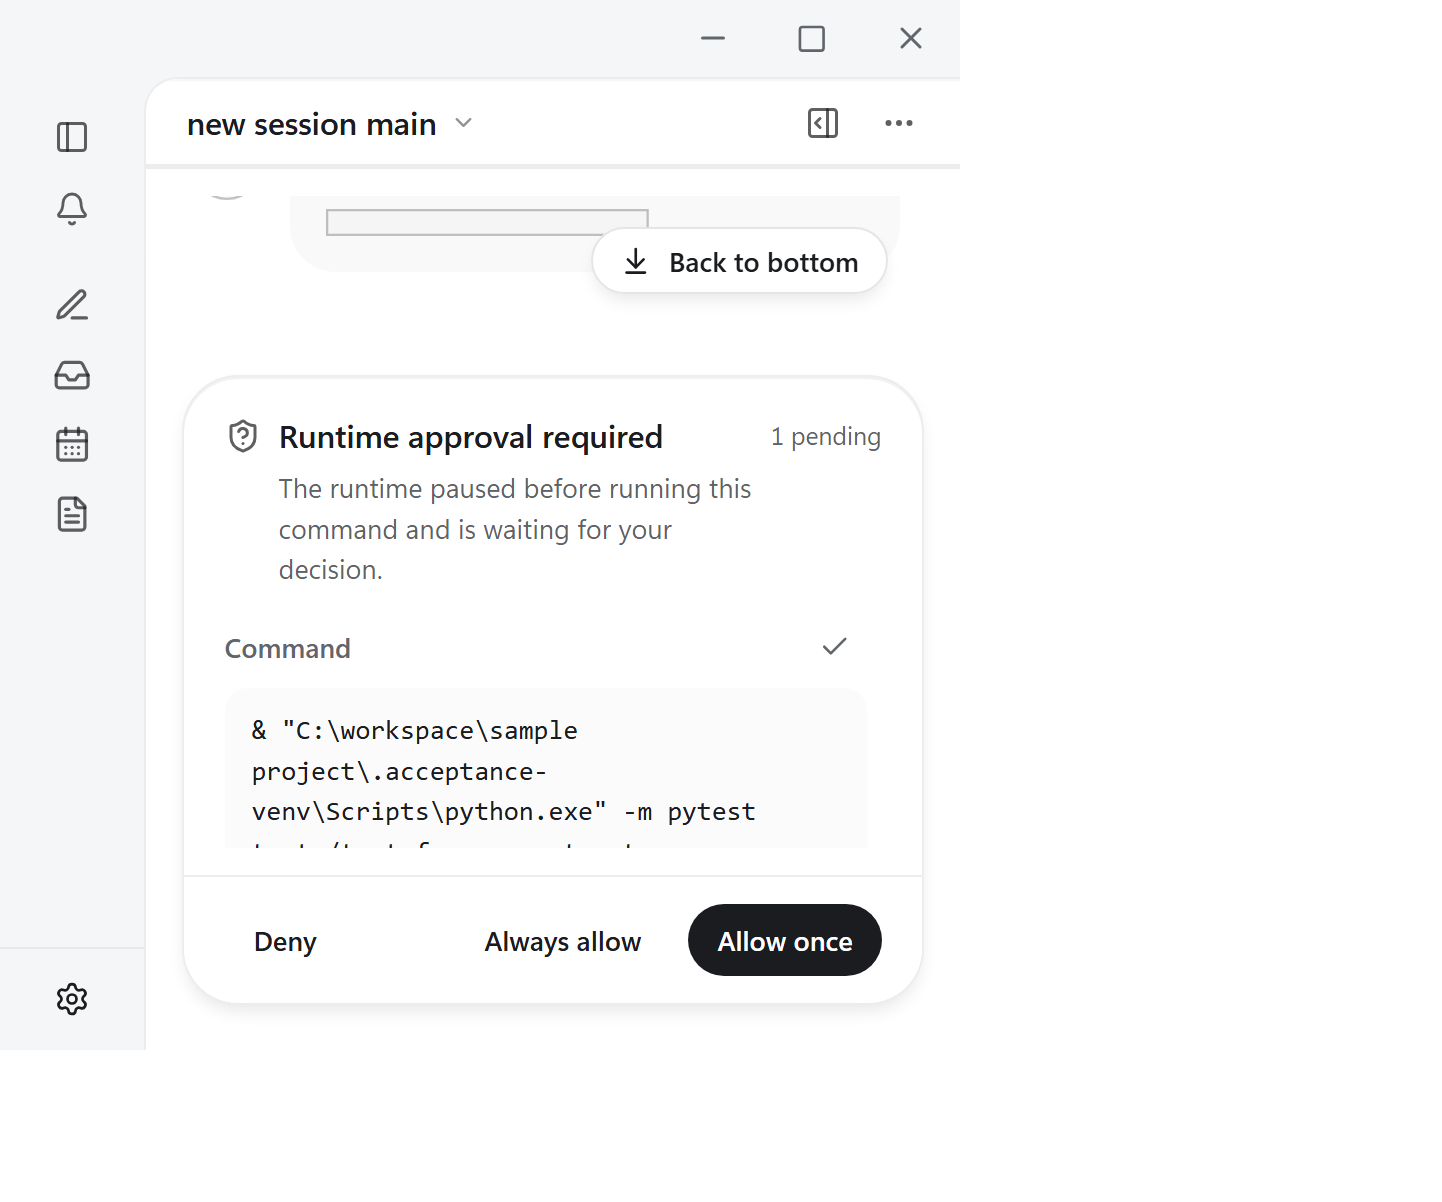 new session main
Back to bottom
Runtime approval required
1 pending
The runtime paused before running this
command and is waiting for your
decision.
Command
& "C:\workspace\sample
project\.acceptance-
venv\Scripts\python.exe" -m pytest
Deny
Always allow
Allow once